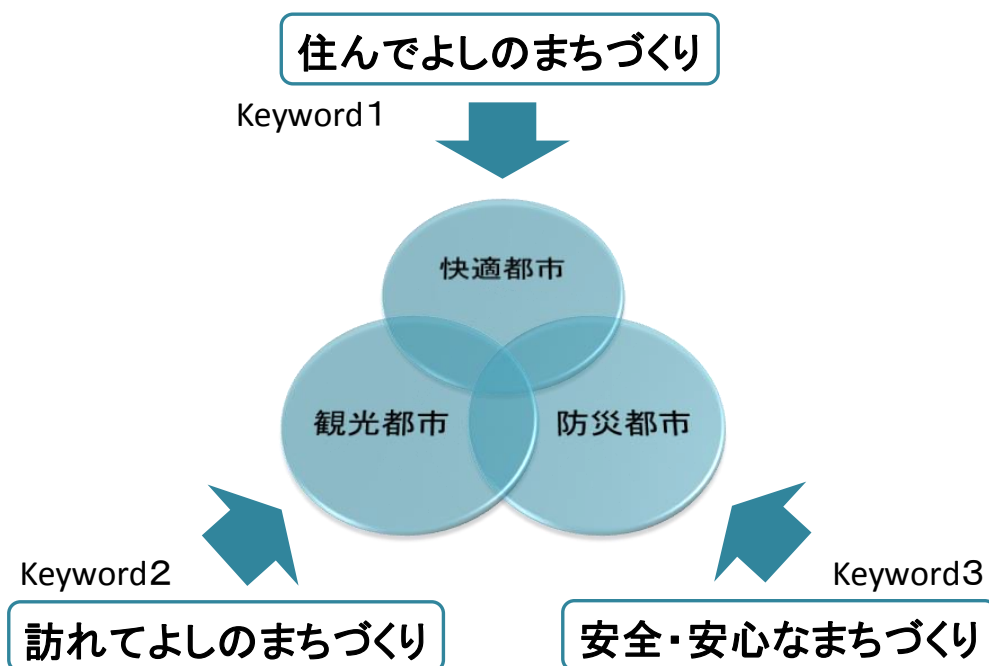 住んでよしのまちづくり
Keyword１
快適都市
観光都市
防災都市
Keyword２
訪れてよしのまちづくり
Keyword３
安全・安心なまちづくり